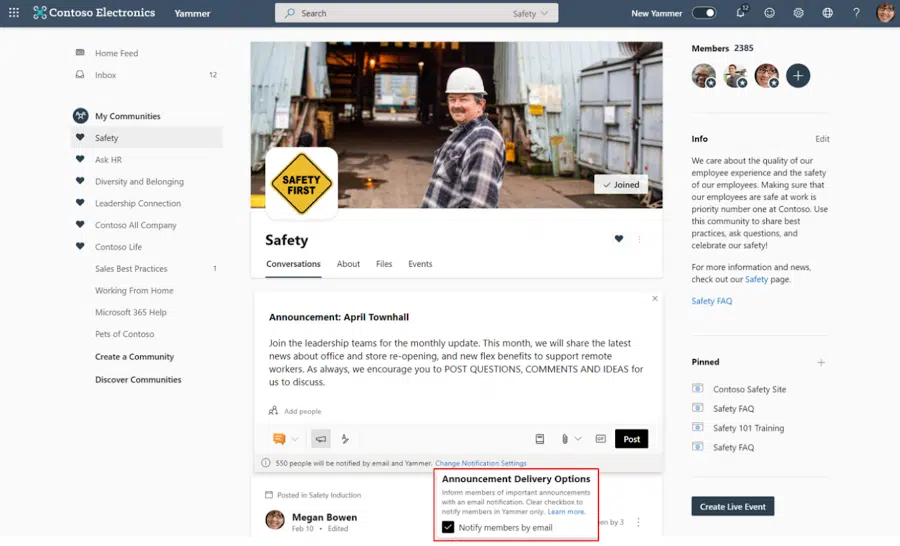 Contoso Electronics
Yammer
Search
Safety
New Yammer
12
?
Home Feed
Inbox 12
My Communities
Safety
Ask HR
Diversity and Belonging
Leadership Connection
Contoso All Company
Contoso Life
Sales Best Practices 1
Working From Home
Microsoft 365 Help
Pets of Contoso
Create a Community
Discover Communities
SAFETY
FIRST
Joined
Safety
Conversations About Files Events
Announcement: April Townhall
Join the leadership teams for the monthly update. This month, we will share the latest
news about office and store re-opening, and new flex benefits to support remote
workers. As always, we encourage you to POST QUESTIONS, COMMENTS AND IDEAS for
us to discuss.
Add people
GIF
Post
550 people will be notified by email and Yammer. Change Notification Settings
Announcement Delivery Options
Inform members of important announcements
with an email notification. Clear checkbox to
notify members in Yammer only. Learn more.
Notify members by email
Posted in Safety Induction
Megan Bowen
Feb 10 • Edited
en by 3
Members 2385
Info Edit
We care about the quality of our
employee experience and the safety
of our employees. Making sure that
our employees are safe at work is
priority number one at Contoso. Use
this community to share best
practices, ask questions, and
celebrate our safety!
For more information and news,
check out our Safety page.
Safety FAQ
Pinned
Contoso Safety Site
Safety FAQ
Safety 101 Training
Safety FAQ
Create Live Event